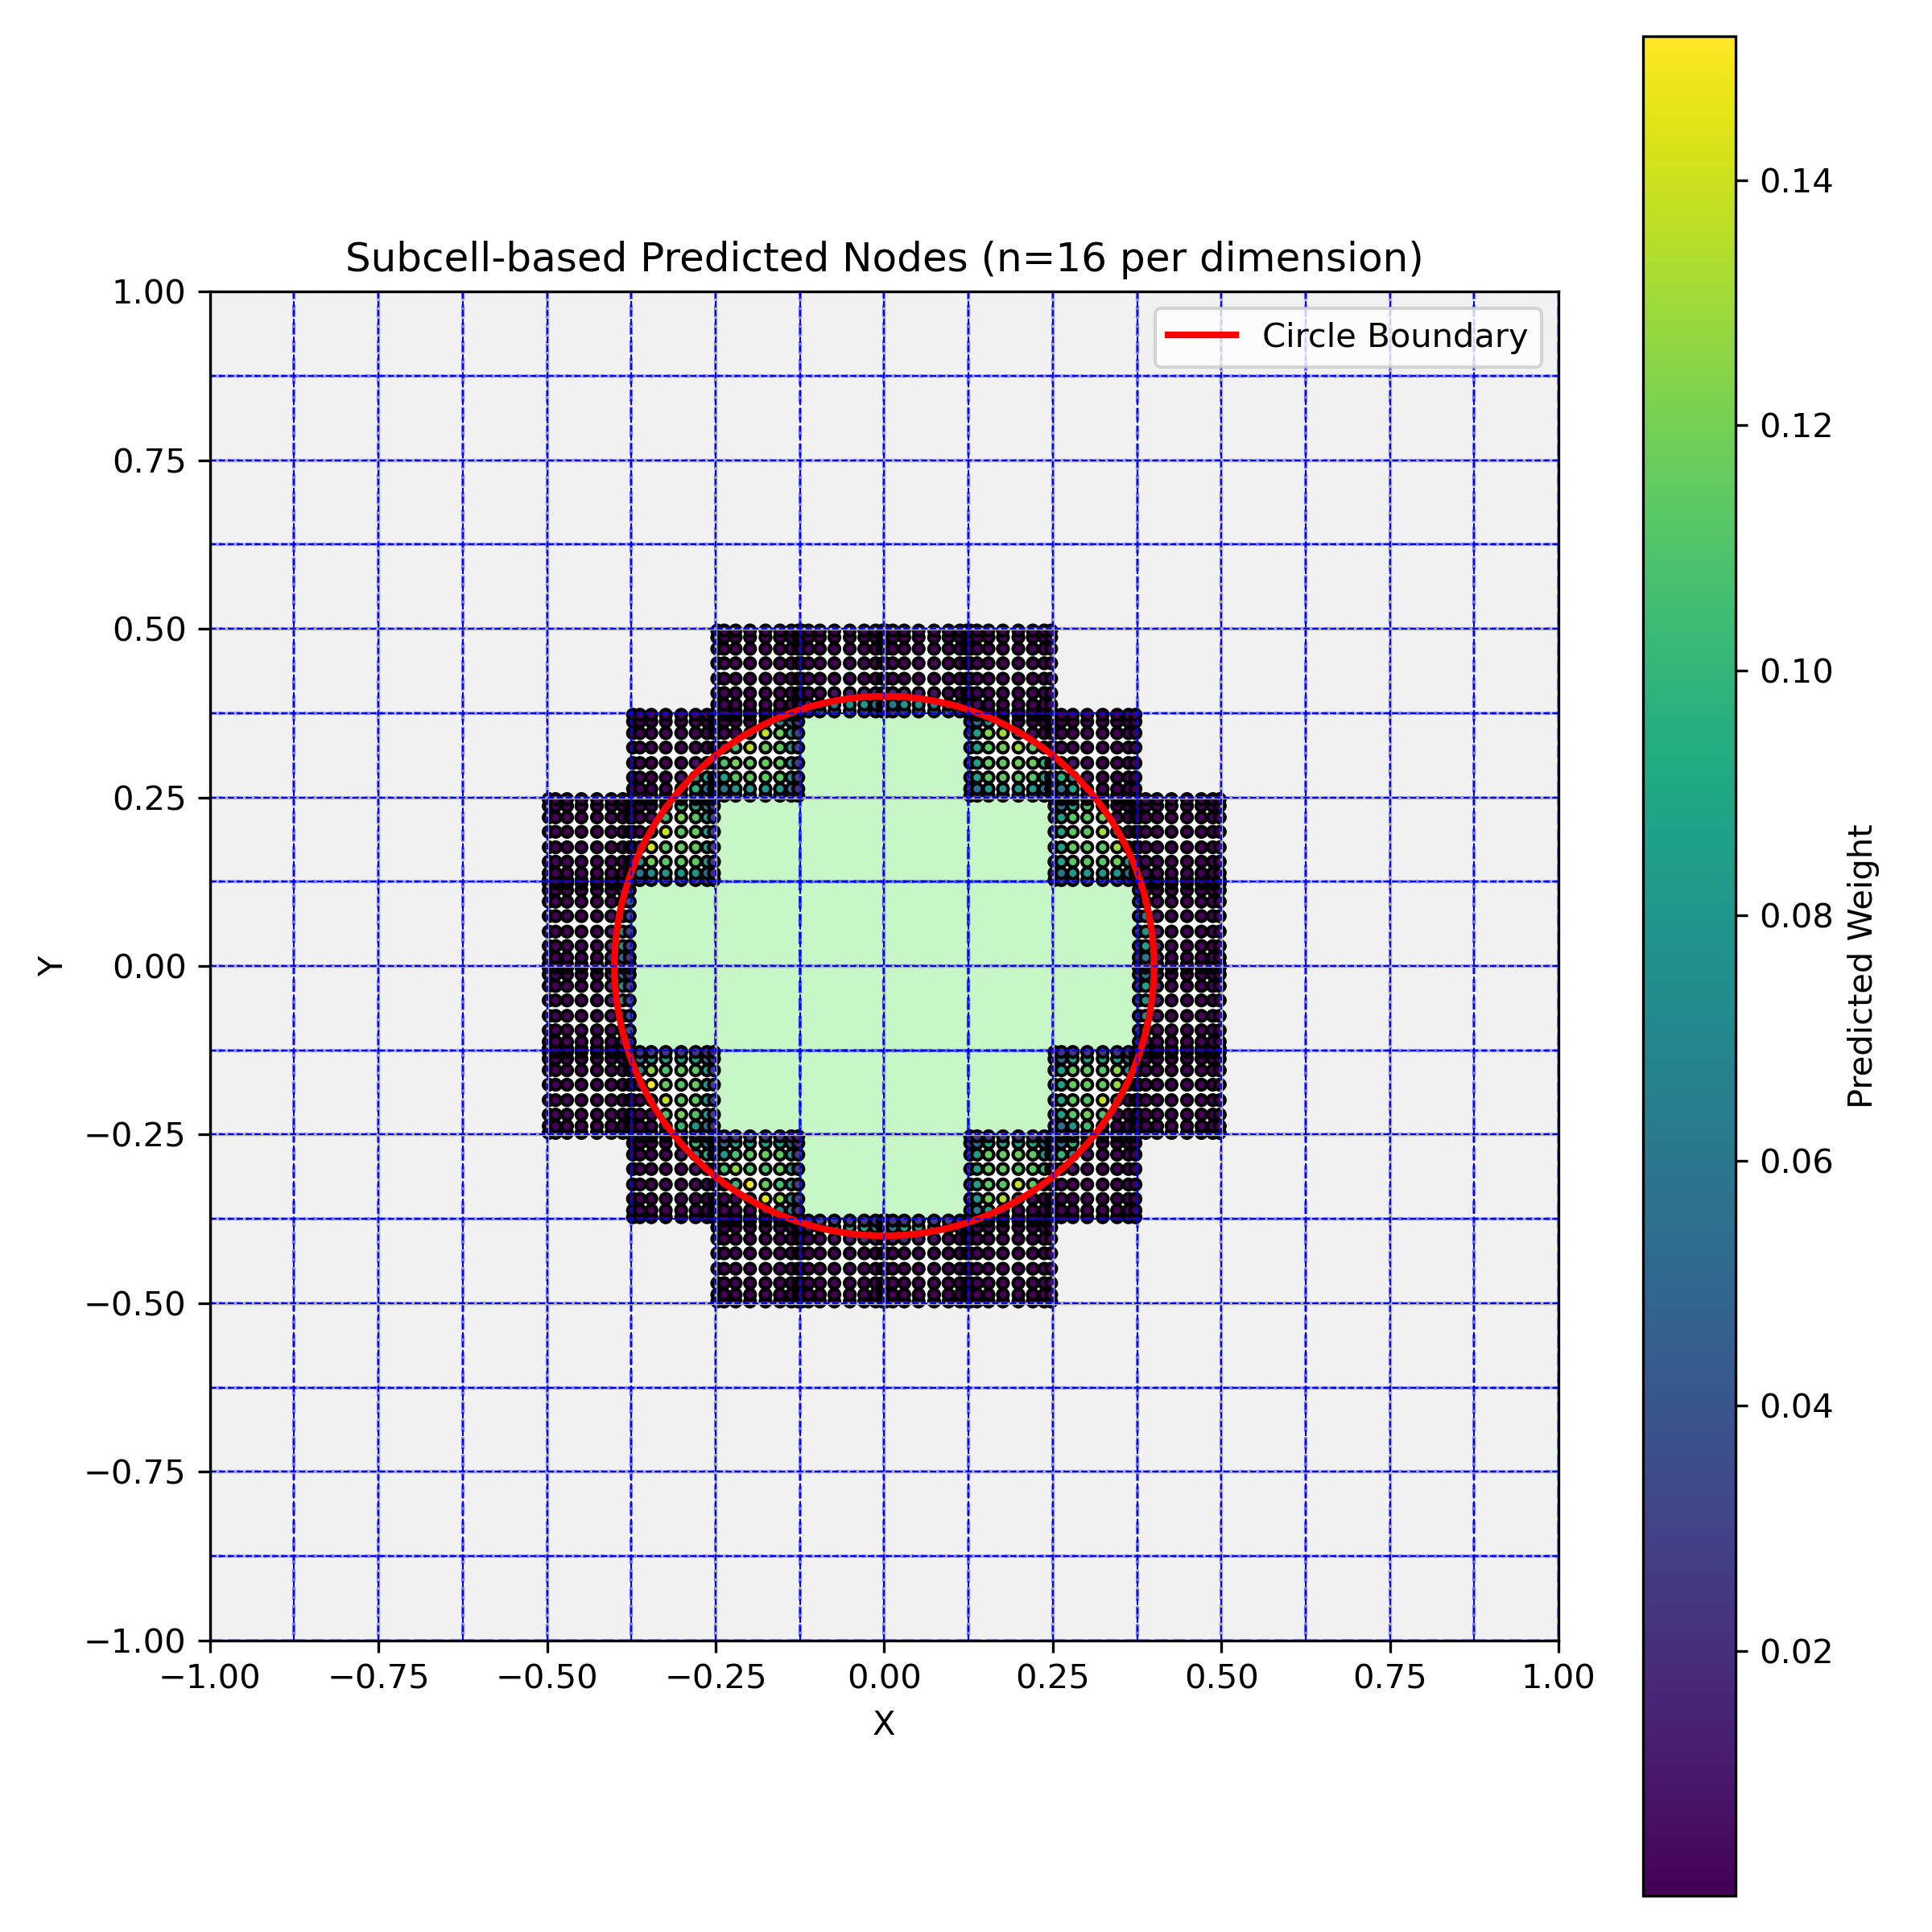 Subcell-based Predicted Nodes (n=16 per dimension)
Circle Boundary
1.00
0.75
0.50
0.25
0.00
−0.25
−0.50
−0.75
−1.00
Y
−1.00 −0.75 −0.50 −0.25 0.00 0.25 0.50 0.75 1.00
X
0.14
0.12
0.10
0.08
0.06
0.04
0.02
Predicted Weight